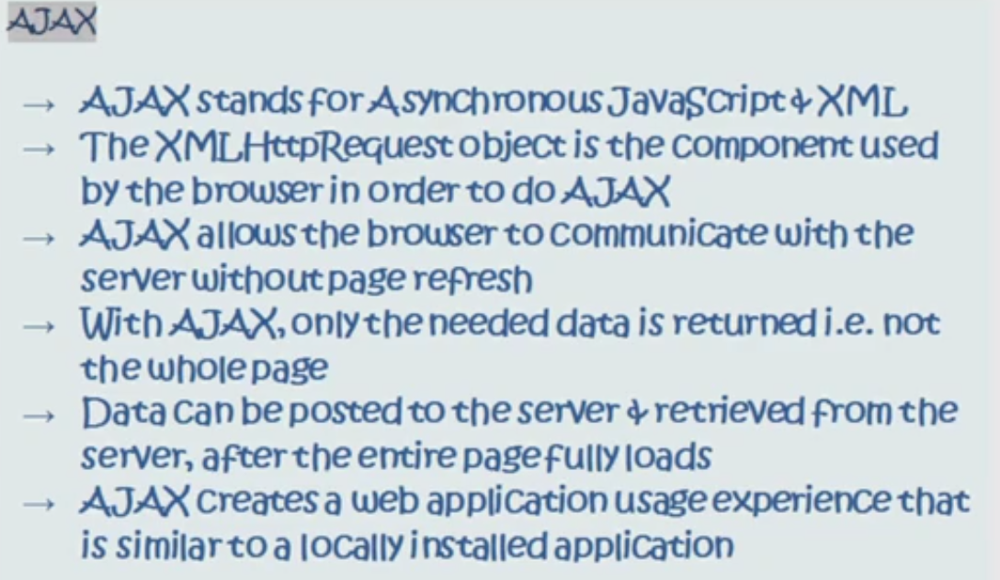 AJAX
→ AJAX stands for Asynchronous JavaScript & XML
→ The XMLHttpRequest object is the component used
by the browser in order to do AJAX
→ AJAX allows the browser to communicate with the
server without page refresh
→ With AJAX, only the needed data is returned i.e. not
the whole page
→ Data can be posted to the server & retrieved from the
server, after the entire page fully loads
→ AJAX creates a web application usage experience that
is similar to a locally installed application